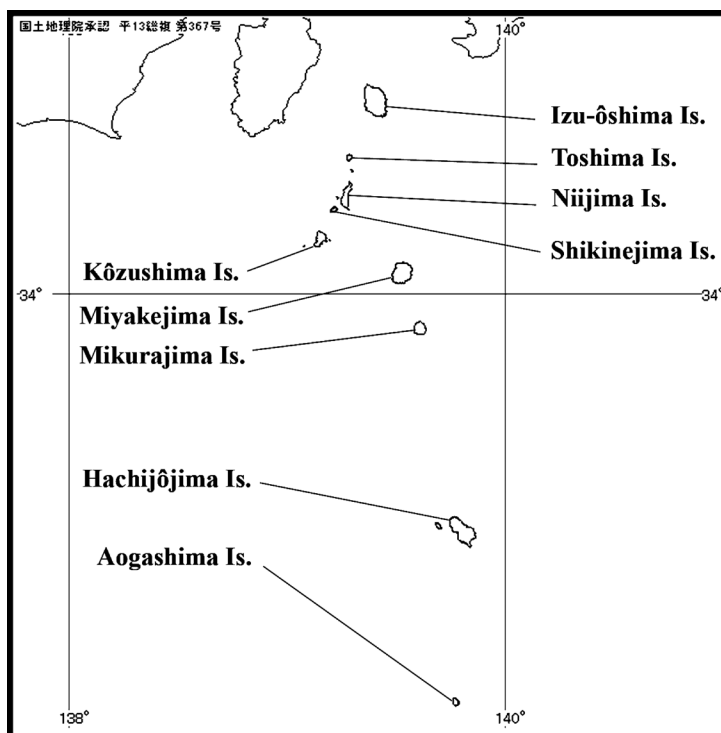 国土地理院承認 平13総複 第367号
138°
140°
Izu-ôshima Is.
Toshima Is.
Niijima Is.
Shikinejima Is.
Kôzushima Is.
34°
34°
Miyakejima Is.
Mikurajima Is.
Hachijôjima Is.
Aogashima Is.
138°
140°